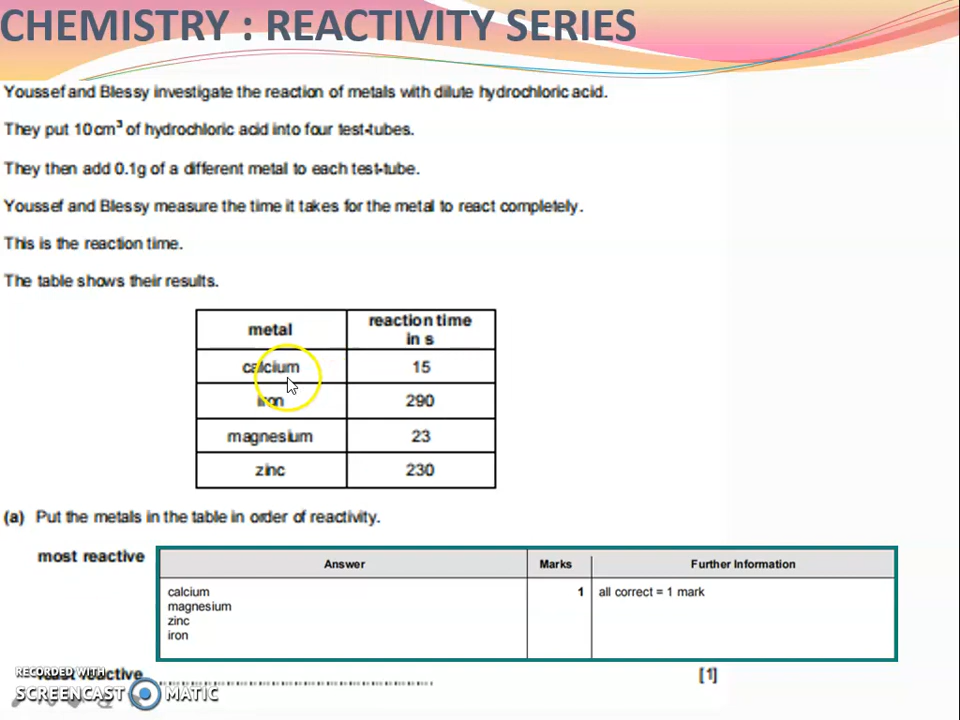 CHEMISTRY : REACTIVITY SERIES
Youssef and Blessy investigate the reaction of metals with dilute hydrochloric acid.
They put 10 cm³ of hydrochloric acid into four test-tubes.
They then add 0.1g of a different metal to each test-tube.
Youssef and Blessy measure the time it takes for the metal to react completely.
This is the reaction time.
The table shows their results.
metal reaction time in s
calcium 15
iron 290
magnesium 23
zinc 230
(a) Put the metals in the table in order of reactivity.
most reactive
Answer Marks Further Information
calcium 1 all correct = 1 mark
magnesium
zinc
iron
least reactive [1]
RECORDED WITH
SCREENCAST MATIC